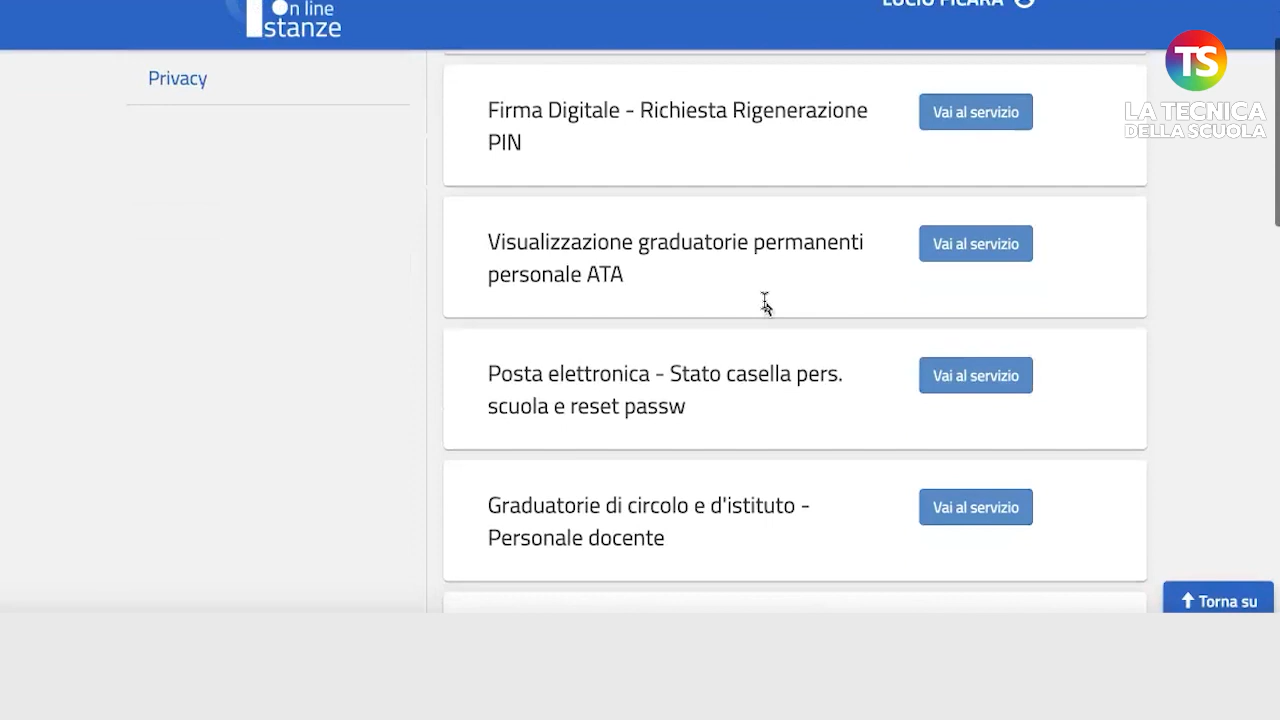 on line
Istanze
LUCIO FICARA
TS
LA TECNICA
DELLA SCUOLA
Privacy
Firma Digitale - Richiesta Rigenerazione
PIN
Vai al servizio
Visualizzazione graduatorie permanenti
personale ATA
Vai al servizio
Posta elettronica - Stato casella pers.
scuola e reset passw
Vai al servizio
Graduatorie di circolo e d'istituto -
Personale docente
Vai al servizio
Torna su